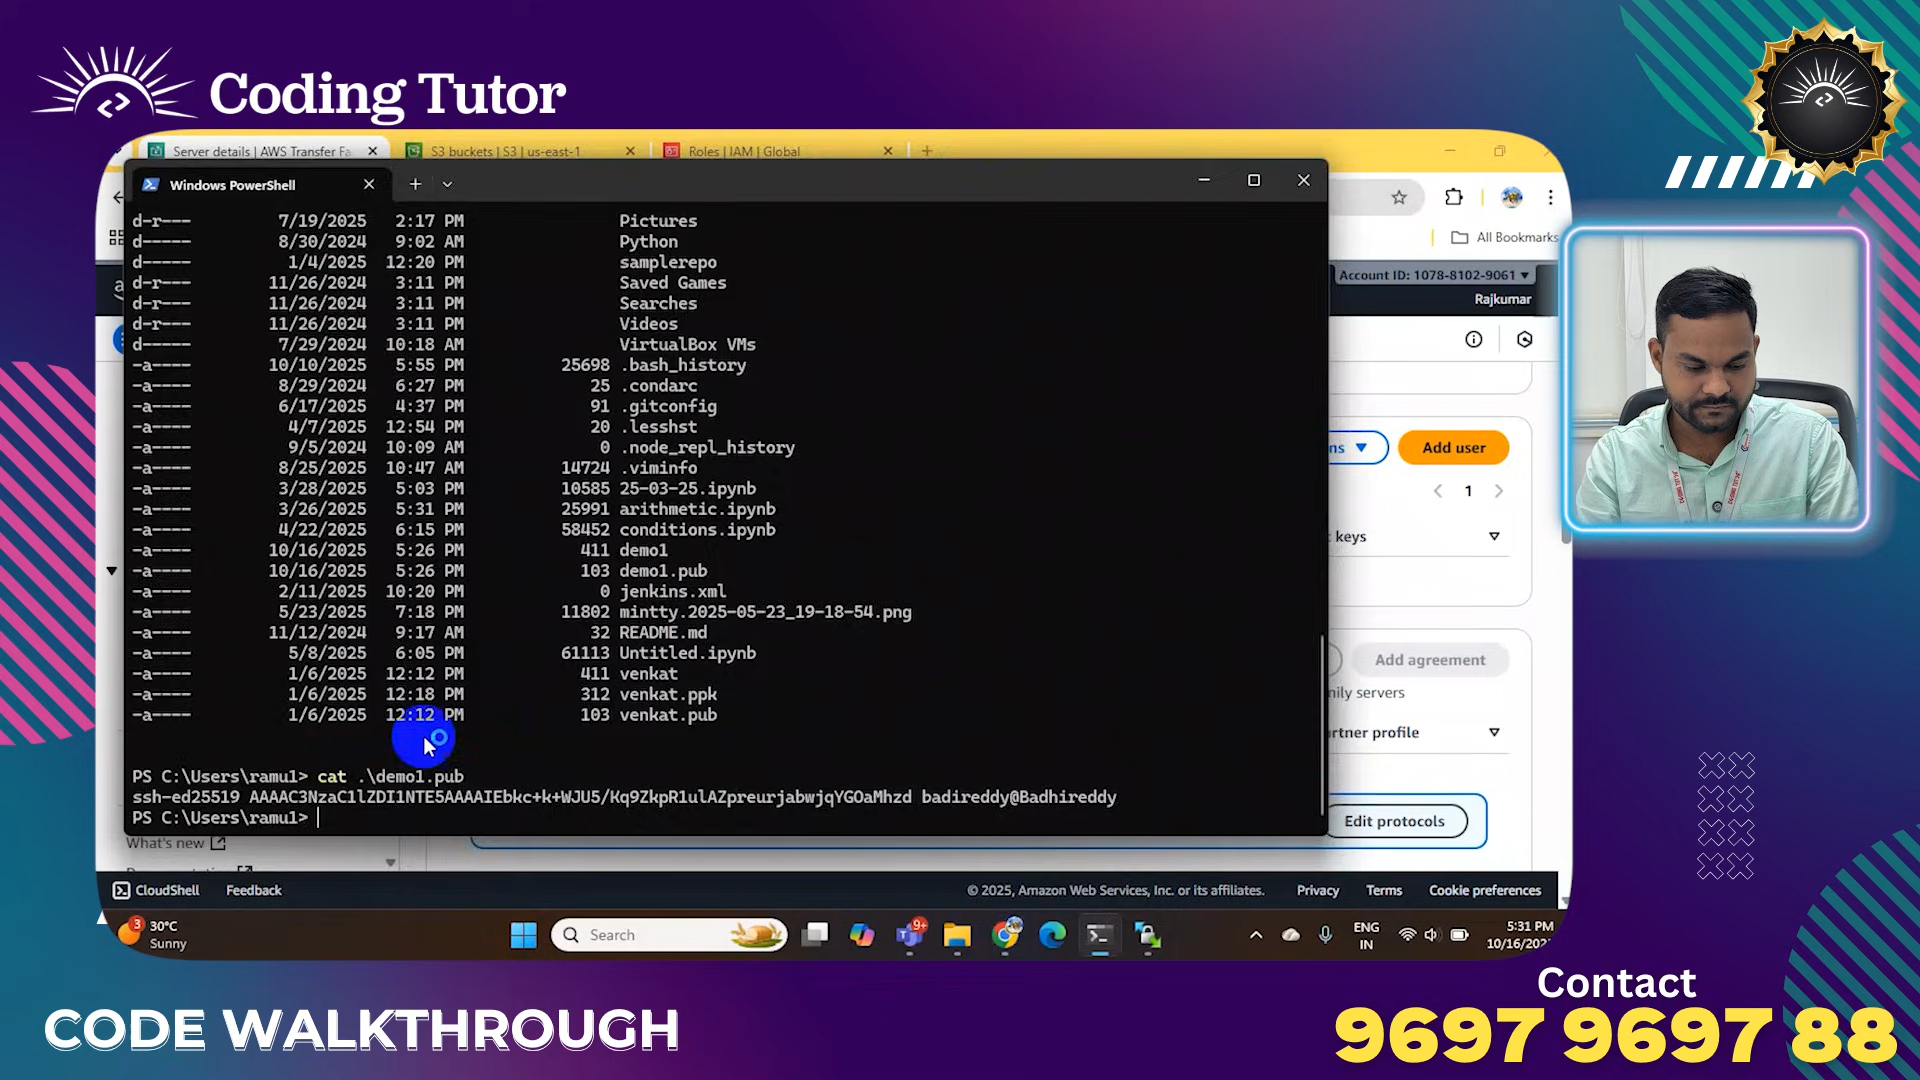 Coding Tutor
Server details | AWS Transfer Fa
S3 buckets | S3 | us-east-1
Roles | IAM | Global
Windows PowerShell
All Bookmarks
Account ID: 1078-8102-9061
Rajkumar
d-r--- 7/19/2025 2:17 PM Pictures
d----- 8/30/2024 9:02 AM Python
d----- 1/4/2025 12:20 PM samplerepo
d-r--- 11/26/2024 3:11 PM Saved Games
d-r--- 11/26/2024 3:11 PM Searches
d-r--- 11/26/2024 3:11 PM Videos
d----- 7/29/2024 10:18 AM VirtualBox VMs
-a---- 10/10/2025 5:55 PM 25698 .bash_history
-a---- 8/29/2024 6:27 PM 25 .condarc
-a---- 6/17/2025 4:37 PM 91 .gitconfig
-a---- 4/7/2025 12:54 PM 20 .lesshst
-a---- 9/5/2024 10:09 AM 0 .node_repl_history
-a---- 8/25/2025 10:47 AM 14724 .viminfo
-a---- 3/28/2025 5:03 PM 10585 25-03-25.ipynb
-a---- 3/26/2025 5:31 PM 25991 arithmetic.ipynb
-a---- 4/22/2025 6:15 PM 58452 conditions.ipynb
-a---- 10/16/2025 5:26 PM 411 demo1
-a---- 10/16/2025 5:26 PM 103 demo1.pub
-a---- 2/11/2025 10:20 PM 0 jenkins.xml
-a---- 5/23/2025 7:18 PM 11802 mintty.2025-05-23_19-18-54.png
-a---- 11/12/2024 9:17 AM 32 README.md
-a---- 5/8/2025 6:05 PM 61113 Untitled.ipynb
-a---- 1/6/2025 12:12 PM 411 venkat
-a---- 1/6/2025 12:18 PM 312 venkat.ppk
-a---- 1/6/2025 12:12 PM 103 venkat.pub
PS C:\Users\ramu1> cat .\demo1.pub
ssh-ed25519 AAAAC3NzaC1lZDI1NTE5AAAAIEbkc+k+WJU5/Kq9ZkpR1ulAZpreurjabwjqYGOaMhzd badireddy@Badhireddy
PS C:\Users\ramu1>
ns
Add user
1
keys
Add agreement
nily servers
rtner profile
Edit protocols
What's new
CloudShell Feedback
© 2025, Amazon Web Services, Inc. or its affiliates. Privacy Terms Cookie preferences
3
30°C
Sunny
Search
9+
ENG
IN
5:31 PM
10/16/202
CODE WALKTHROUGH
Contact
9697 9697 88